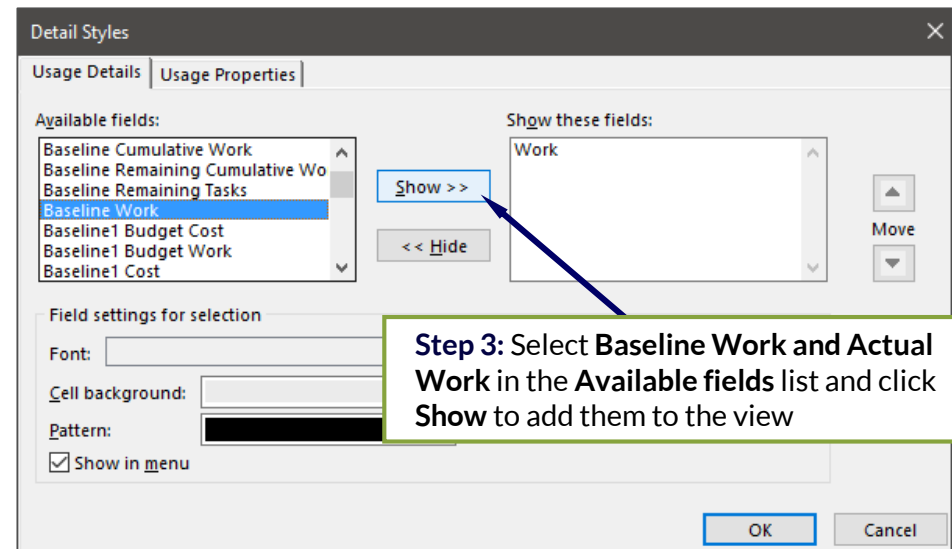 Detail Styles
Usage Details
Usage Properties
Available fields:
Show these fields:
Baseline Cumulative Work
Baseline Remaining Cumulative Wo
Baseline Remaining Tasks
Baseline Work
Baseline1 Budget Cost
Baseline1 Budget Work
Baseline1 Cost
Show >>
<< Hide
Work
Move
Field settings for selection
Font:
Cell background:
Pattern:
Show in menu
Step 3: Select Baseline Work and Actual
Work in the Available fields list and click
Show to add them to the view
OK
Cancel